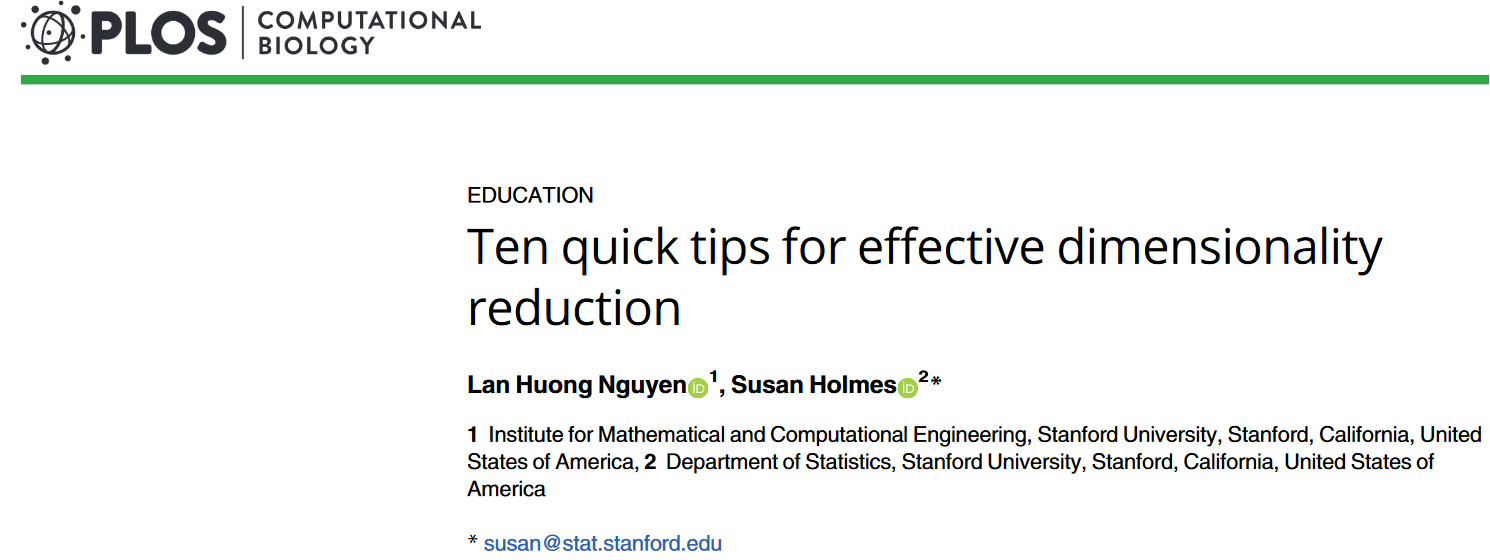 PLOS
COMPUTATIONAL
BIOLOGY
EDUCATION
Ten quick tips for effective dimensionality
reduction
Lan Huong Nguyen iD 1, Susan Holmes iD 2*
1 Institute for Mathematical and Computational Engineering, Stanford University, Stanford, California, United
States of America, 2 Department of Statistics, Stanford University, Stanford, California, United States of
America
* susan@stat.stanford.edu